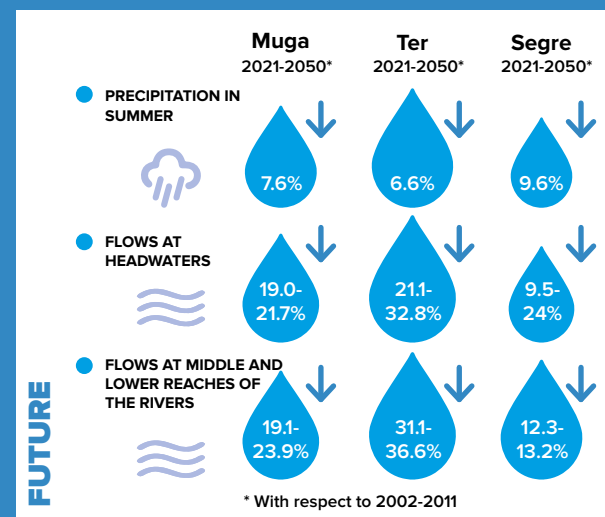 Muga
2021-2050*
Ter
2021-2050*
Segre
2021-2050*
PRECIPITATION IN
SUMMER
7.6%
6.6%
9.6%
FLOWS AT
HEADWATERS
19.0-
21.7%
21.1-
32.8%
9.5-
24%
FLOWS AT MIDDLE AND
LOWER REACHES OF
THE RIVERS
19.1-
23.9%
31.1-
36.6%
12.3-
13.2%
FUTURE
* With respect to 2002-2011